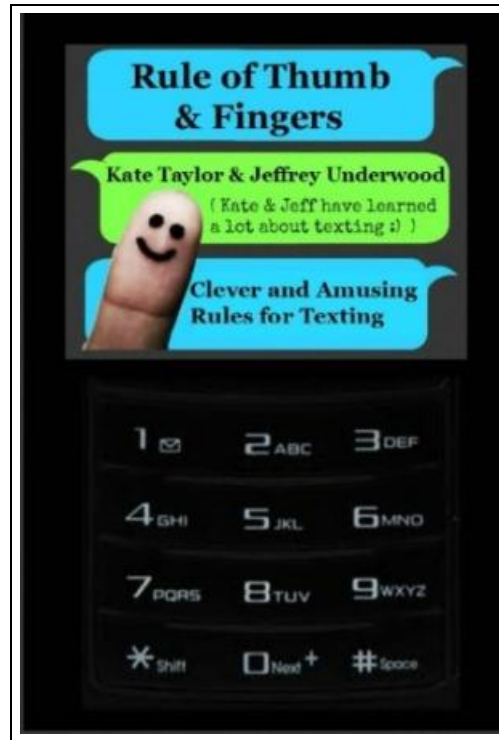 Rule of Thumb
& Fingers
Kate Taylor & Jeffrey Underwood
( Kate & Jeff have learned
a lot about texting :) )
Clever and Amusing
Rules for Texting
1
2 ABC
3 DEF
4 GHI
5 JKL
6 MNO
7 PQRS
8 TUV
9 WXYZ
* Shift
0 Next +
# Space